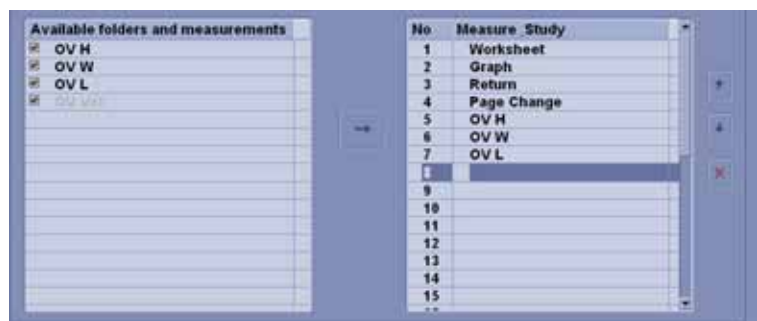 Available folders and measurements
OV H
OV W
OV L
No Measure_Study
1 Worksheet
2 Graph
3 Return
4 Page Change
5 OV H
6 OV W
7 OV L
8
9
10
11
12
13
14
15